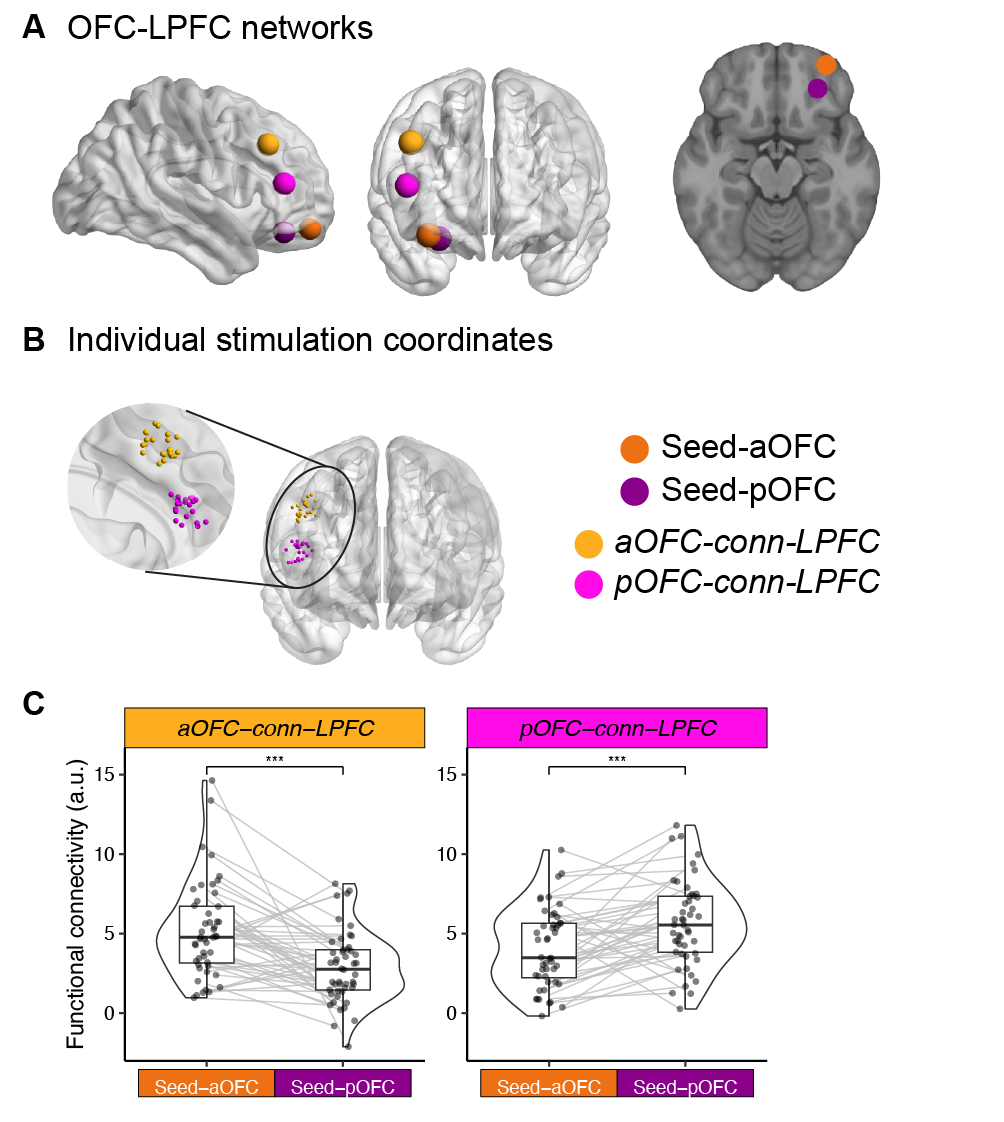 A OFC-LPFC networks
B Individual stimulation coordinates
Seed-aOFC
Seed-pOFC
aOFC-conn-LPFC
pOFC-conn-LPFC
C
aOFC−conn−LPFC
pOFC−conn−LPFC
Functional connectivity (a.u.)
15
10
5
0
***
15
10
5
0
***
Seed−aOFC
Seed−pOFC
Seed−aOFC
Seed−pOFC